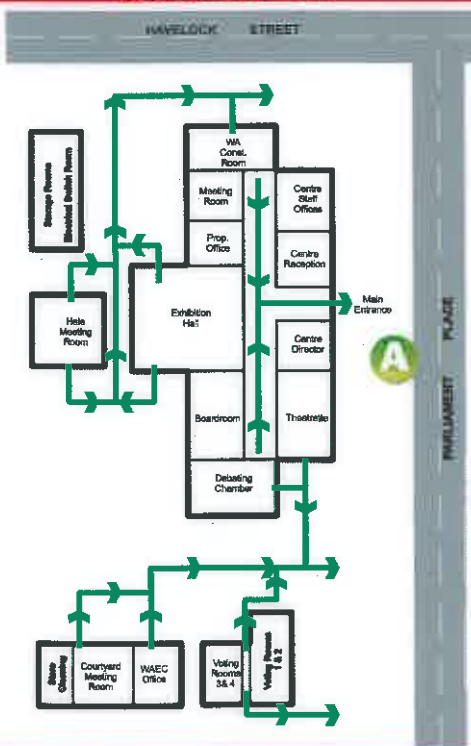 HAVELOCK STREET
Storage Rooms
Electrical Switch Room
WA
Const.
Room
Meeting
Room
Centre
Staff
Offices
Prop.
Office
Centre
Reception
Hale
Meeting
Room
Exhibition
Hall
Main
Entrance
Centre
Director
A
PARLIAMENT PLACE
Boardroom
Theatrette
Debating
Chamber
Courtyard
Meeting
Room
WAEC
Office
Voting
Rooms
3 & 4
Voting Rooms
1 & 2